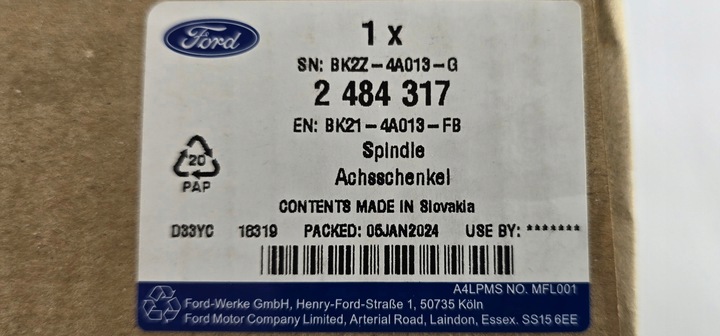 Ford
1 x
SN: BK2Z-4A013-G
2 484 317
EN: BK21-4A013-FB
Spindle
Achsschenkel
20
PAP
CONTENTS MADE IN Slovakia
D33YC 16319 PACKED: 05JAN2024 USE BY: *******
A4LPMS NO. MFL001
Ford-Werke GmbH, Henry-Ford-Straße 1, 50735 Köln
Ford Motor Company Limited, Arterial Road, Laindon, Essex. SS15 6EE